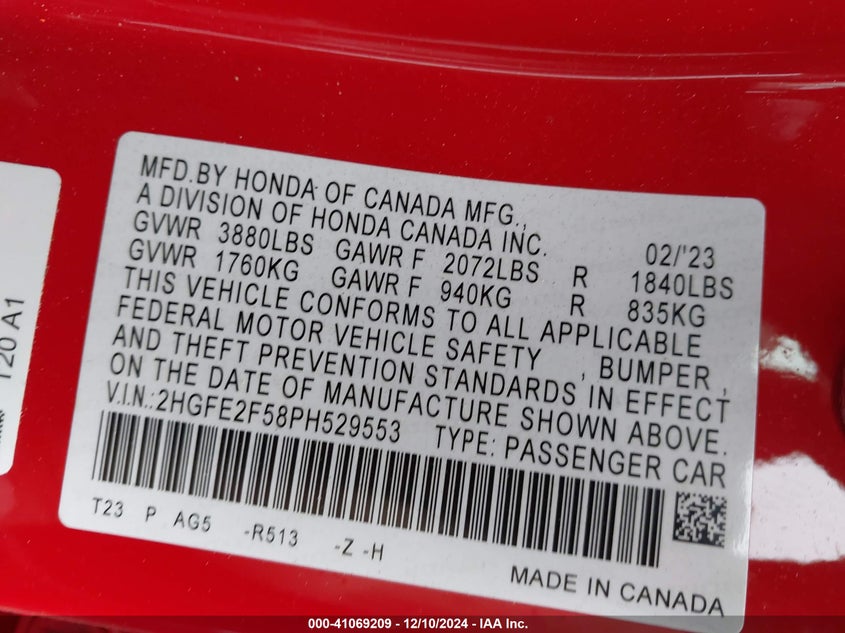 MFD.BY HONDA OF CANADA MFG.,
A DIVISION OF HONDA CANADA INC. 02/'23
GVWR 3880LBS GAWR F 2072LBS R 1840LBS
GVWR 1760KG GAWR F 940KG R 835KG
THIS VEHICLE CONFORMS TO ALL APPLICABLE
FEDERAL MOTOR VEHICLE SAFETY , BUMPER ,
AND THEFT PREVENTION STANDARDS IN EFFECT
ON THE DATE OF MANUFACTURE SHOWN ABOVE.
V.I.N.:2HGFE2F58PH529553 TYPE: PASSENGER CAR
T23 P AG5 -R513 -Z -H
MADE IN CANADA
T20 A1
000-41069209 - 12/10/2024 - IAA Inc.